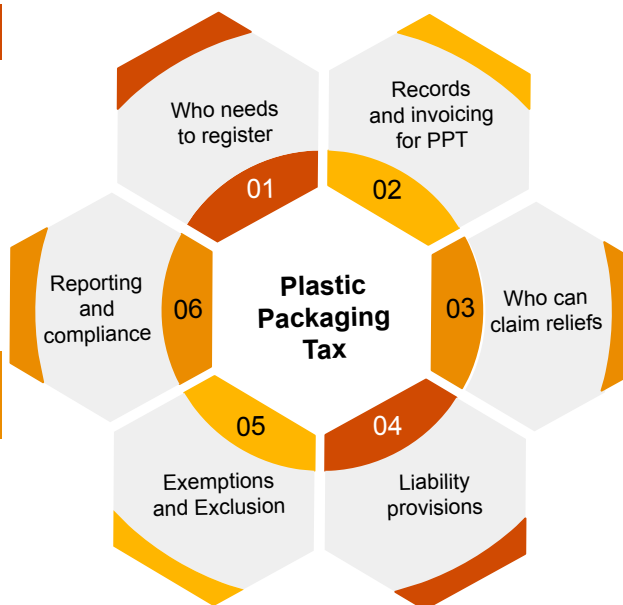 Who needs
to register
01
Records
and invoicing
for PPT
02
Who can
claim reliefs
03
Liability
provisions
04
Exemptions
and Exclusion
05
Reporting
and
compliance
06
Plastic
Packaging
Tax